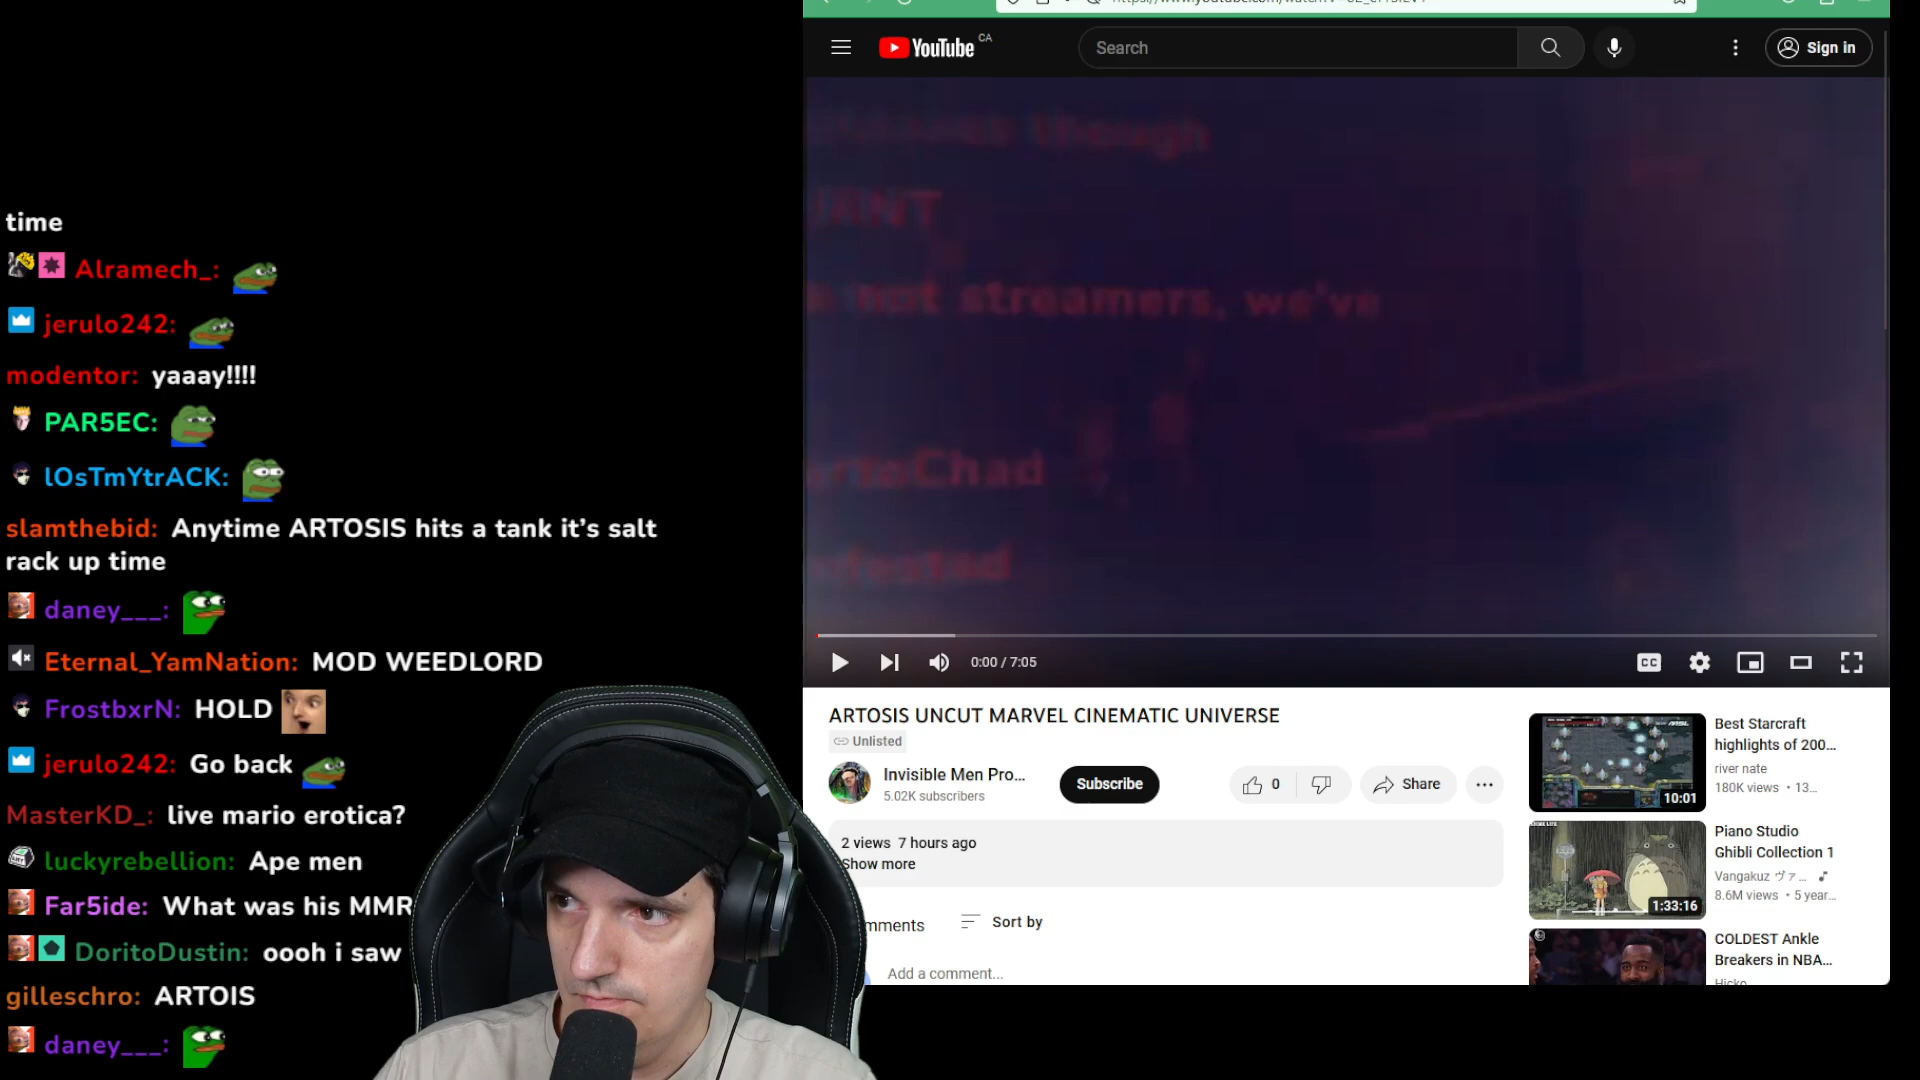 time
Alramech_:
jerulo242:
modentor: yaaay!!!!
PAR5EC:
lOsTmYtrACK:
slamthebid: Anytime ARTOSIS hits a tank it's salt
rack up time
daney___:
Eternal_YamNation: MOD WEEDLORD
FrostbxrN: HOLD
jerulo242: Go back
MasterKD_: live mario erotica?
luckyrebellion: Ape men
Far5ide: What was his MMR
DoritoDustin: oooh i saw
gilleschro: ARTOIS
daney___:
YouTube CA
Search
Sign in
though
not streamers, we've
0:00 / 7:05
CC
ARTOSIS UNCUT MARVEL CINEMATIC UNIVERSE
Unlisted
Invisible Men Pro...
5.02K subscribers
Subscribe
0
Share
2 views 7 hours ago
Show more
mments
Sort by
Add a comment...
Best Starcraft
highlights of 200...
river nate
180K views • 13...
10:01
Piano Studio
Ghibli Collection 1
Vangakuz ヴァ...
8.6M views • 5 year...
1:33:16
COLDEST Ankle
Breakers in NBA...
Hicko